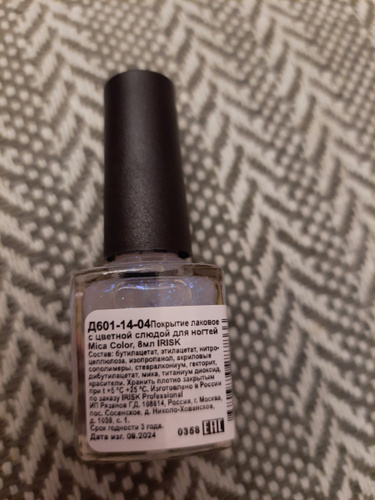 Д601-14-04Покрытие лаковое
с цветной слюдой для ногтей
Mica Color, 8мл IRISK
Состав: бутилацетат, этилацетат, нитро-
целлюлоза, изопропанол, акриловые
сополимеры, стеаралкониум, гекторит,
дибутилацетат, мика, титаниум диоксид,
красители. Хранить плотно закрытым
при t +5 °C +25 °C. Изготовлено в России
по заказу IRISK Professional
ИП Рязанов Г.Д. 108814, Россия, г. Москва,
пос. Сосенское, д. Николо-Хованское,
д. 1039, с. 1.
Срок годности 3 года.
Дата изг. 09.2024
0358 EAC